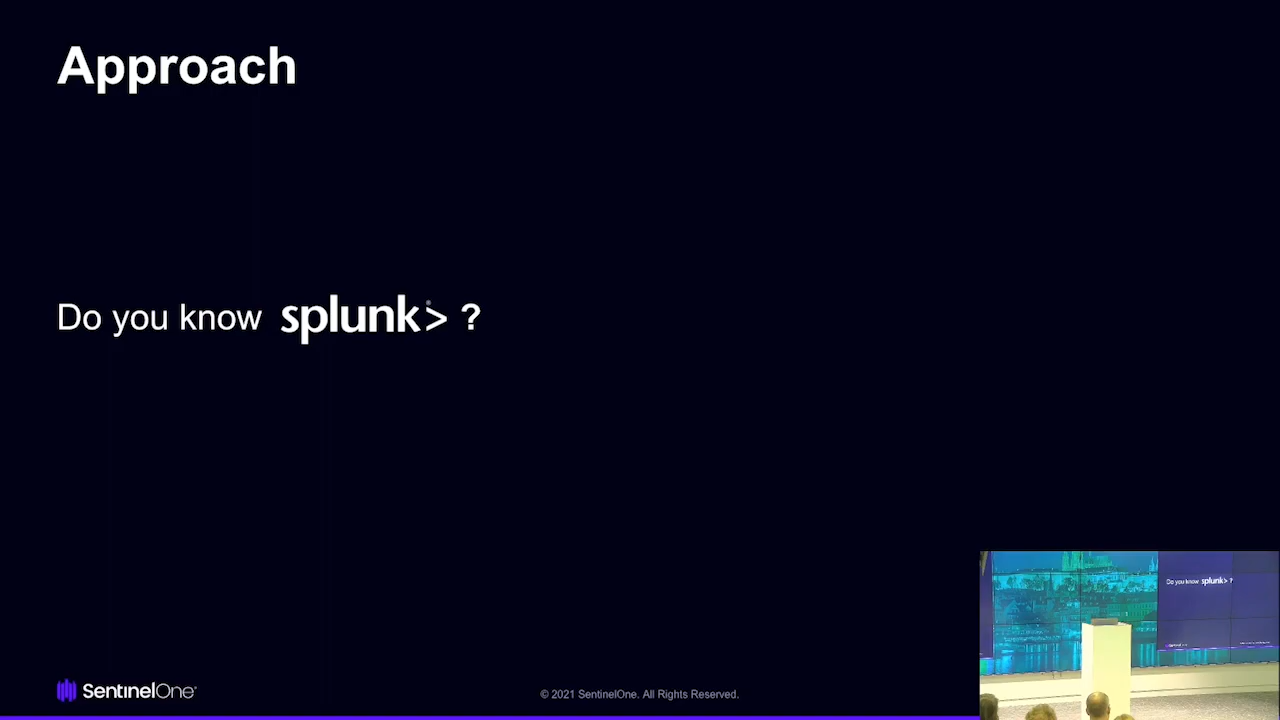 Approach
Do you know splunk> ?
SentinelOne
© 2021 SentinelOne. All Rights Reserved.
Do you know splunk> ?